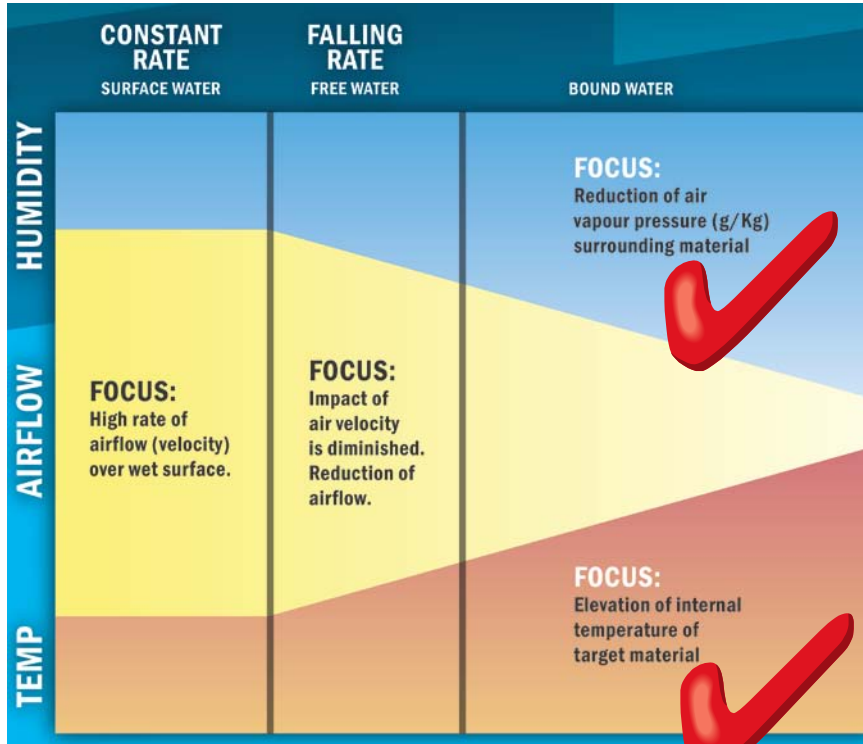 CONSTANT
RATE
SURFACE WATER
FALLING
RATE
FREE WATER
BOUND WATER
HUMIDITY
FOCUS:
Reduction of air
vapour pressure (g/Kg)
surrounding material
AIRFLOW
FOCUS:
High rate of
airflow (velocity)
over wet surface.
FOCUS:
Impact of
air velocity
is diminished.
Reduction of
airflow.
TEMP
FOCUS:
Elevation of internal
temperature of
target material